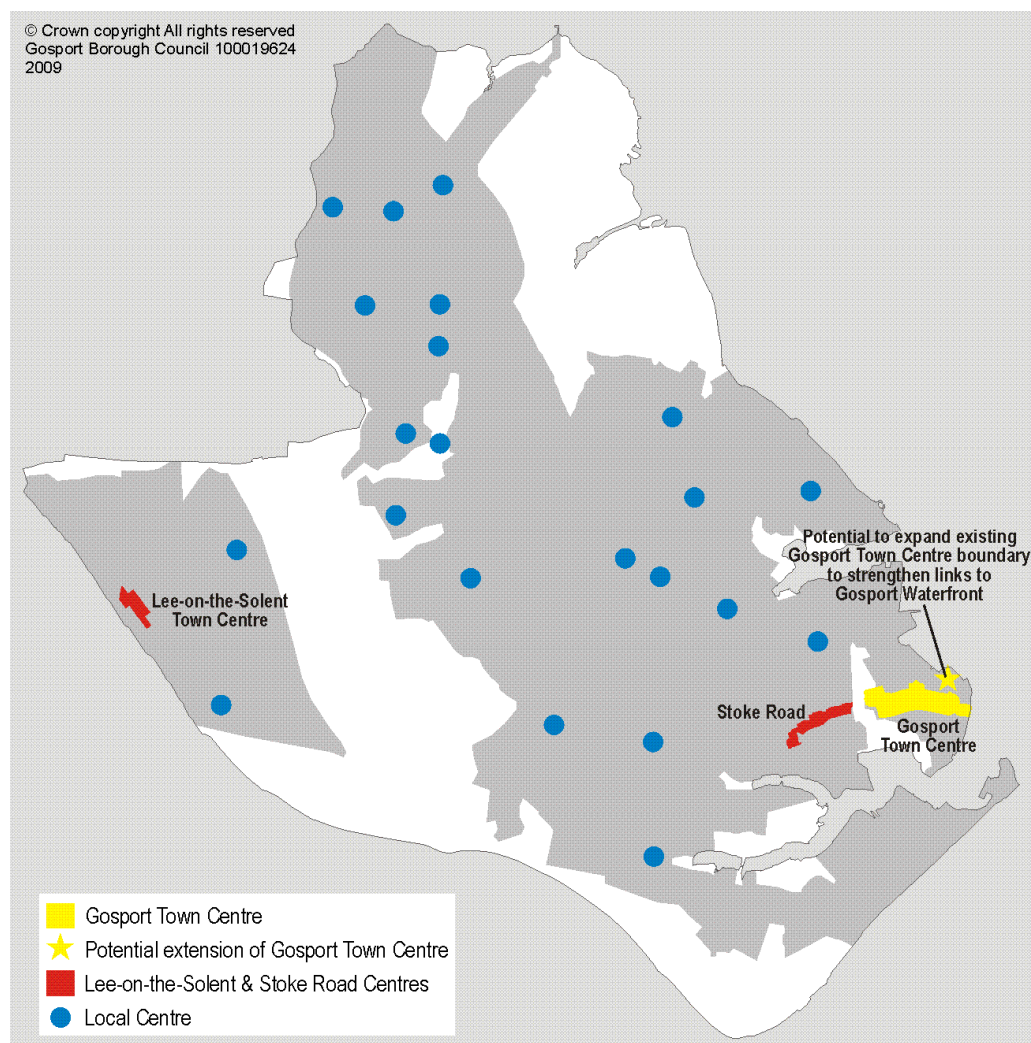 © Crown copyright All rights reserved
Gosport Borough Council 100019624
2009
Potential to expand existing
Gosport Town Centre boundary
to strengthen links to
Gosport Waterfront
Lee-on-the-Solent
Town Centre
Stoke Road
Gosport
Town Centre
Gosport Town Centre
Potential extension of Gosport Town Centre
Lee-on-the-Solent & Stoke Road Centres
Local Centre